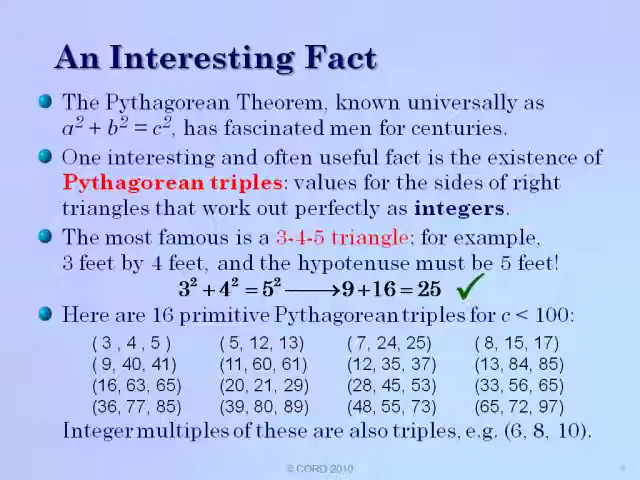 An Interesting Fact
The Pythagorean Theorem, known universally as
a² + b² = c², has fascinated men for centuries.
One interesting and often useful fact is the existence of
Pythagorean triples: values for the sides of right
triangles that work out perfectly as integers.
The most famous is a 3-4-5 triangle: for example,
3 feet by 4 feet, and the hypotenuse must be 5 feet!
3² + 4² = 5² ⟶ 9 + 16 = 25 ✓
Here are 16 primitive Pythagorean triples for c < 100:
( 3 , 4 , 5 ) ( 5, 12, 13) ( 7, 24, 25) ( 8, 15, 17)
( 9, 40, 41) (11, 60, 61) (12, 35, 37) (13, 84, 85)
(16, 63, 65) (20, 21, 29) (28, 45, 53) (33, 56, 65)
(36, 77, 85) (39, 80, 89) (48, 55, 73) (65, 72, 97)
Integer multiples of these are also triples, e.g. (6, 8, 10).
© CORD 2010